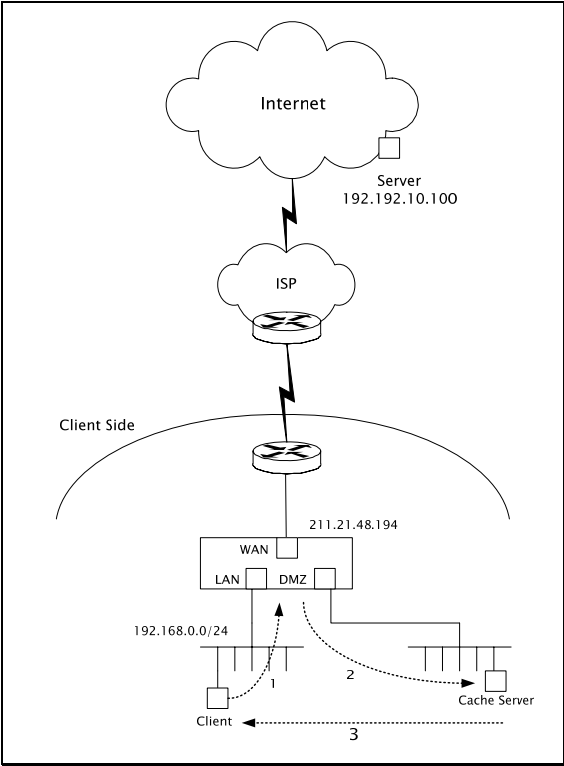 Internet
Server
192.192.10.100
ISP
Client Side
211.21.48.194
WAN
LAN
DMZ
192.168.0.0/24
1
2
Cache Server
Client
3